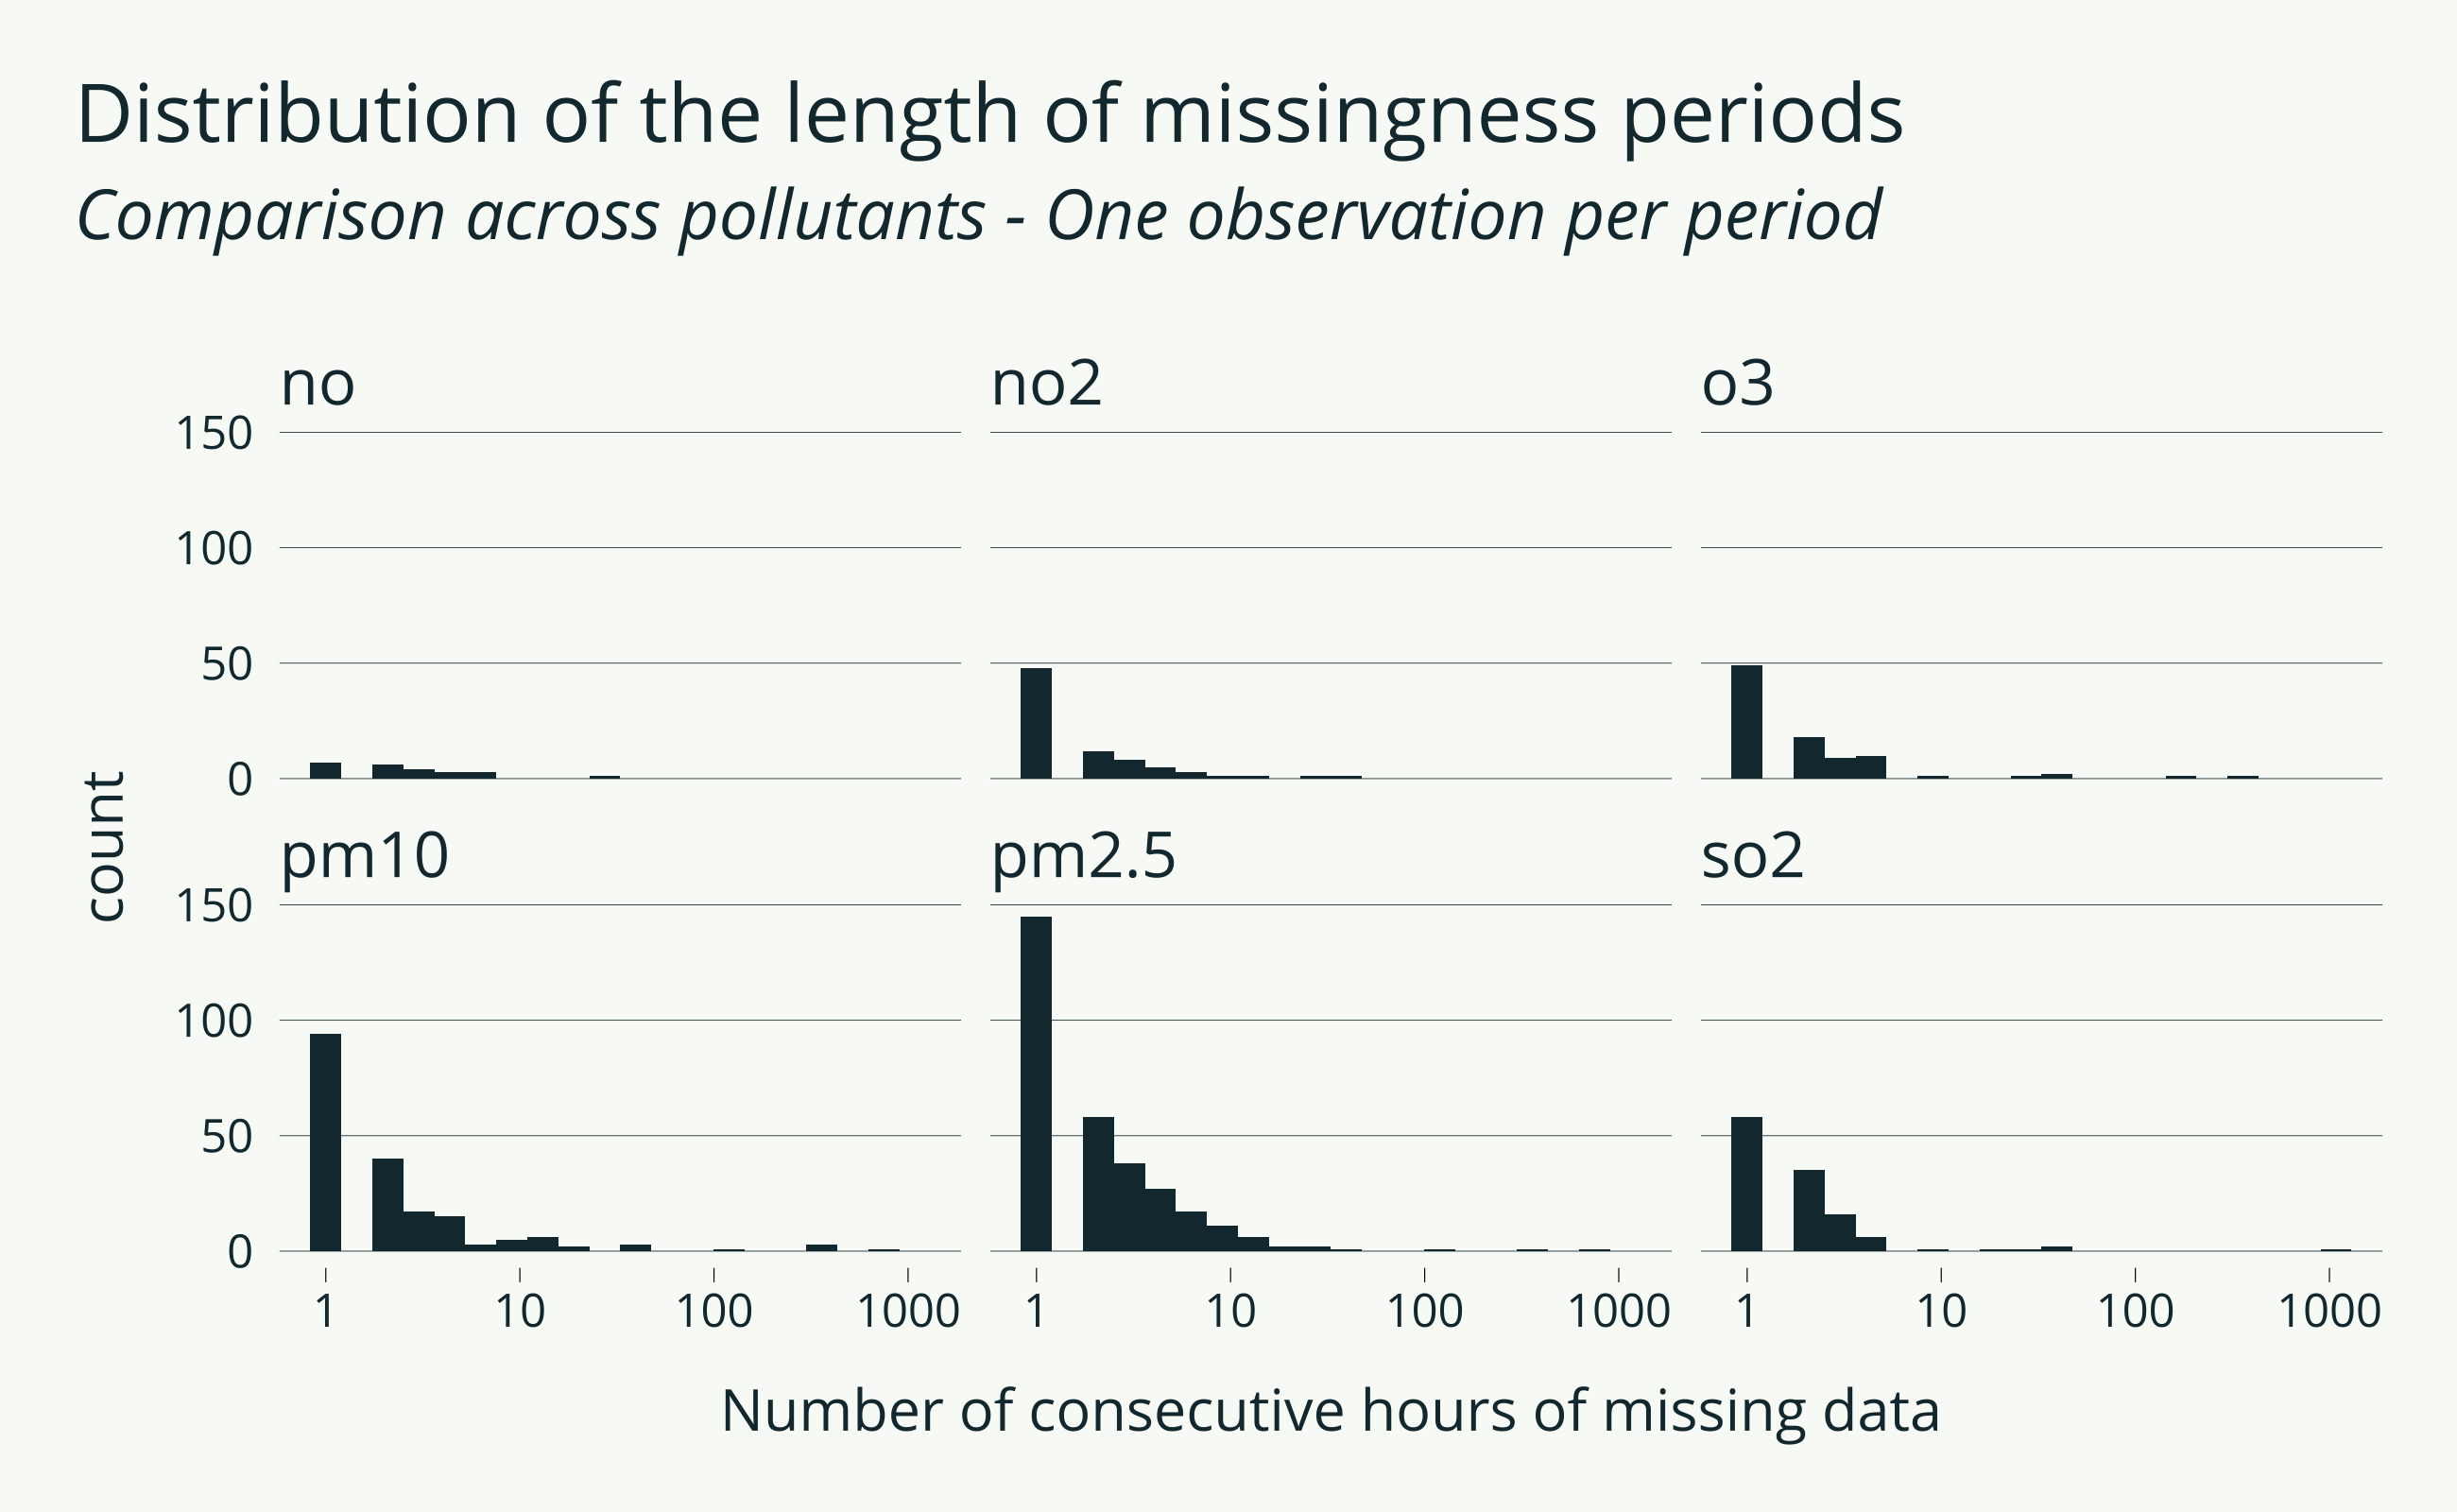 Distribution of the length of missingness periods
Comparison across pollutants - One observation per period
no no2 o3
150
100
50
0
count
pm10 pm2.5 so2
150
100
50
0
1 10 100 1000 1 10 100 1000 1 10 100 1000
Number of consecutive hours of missing data